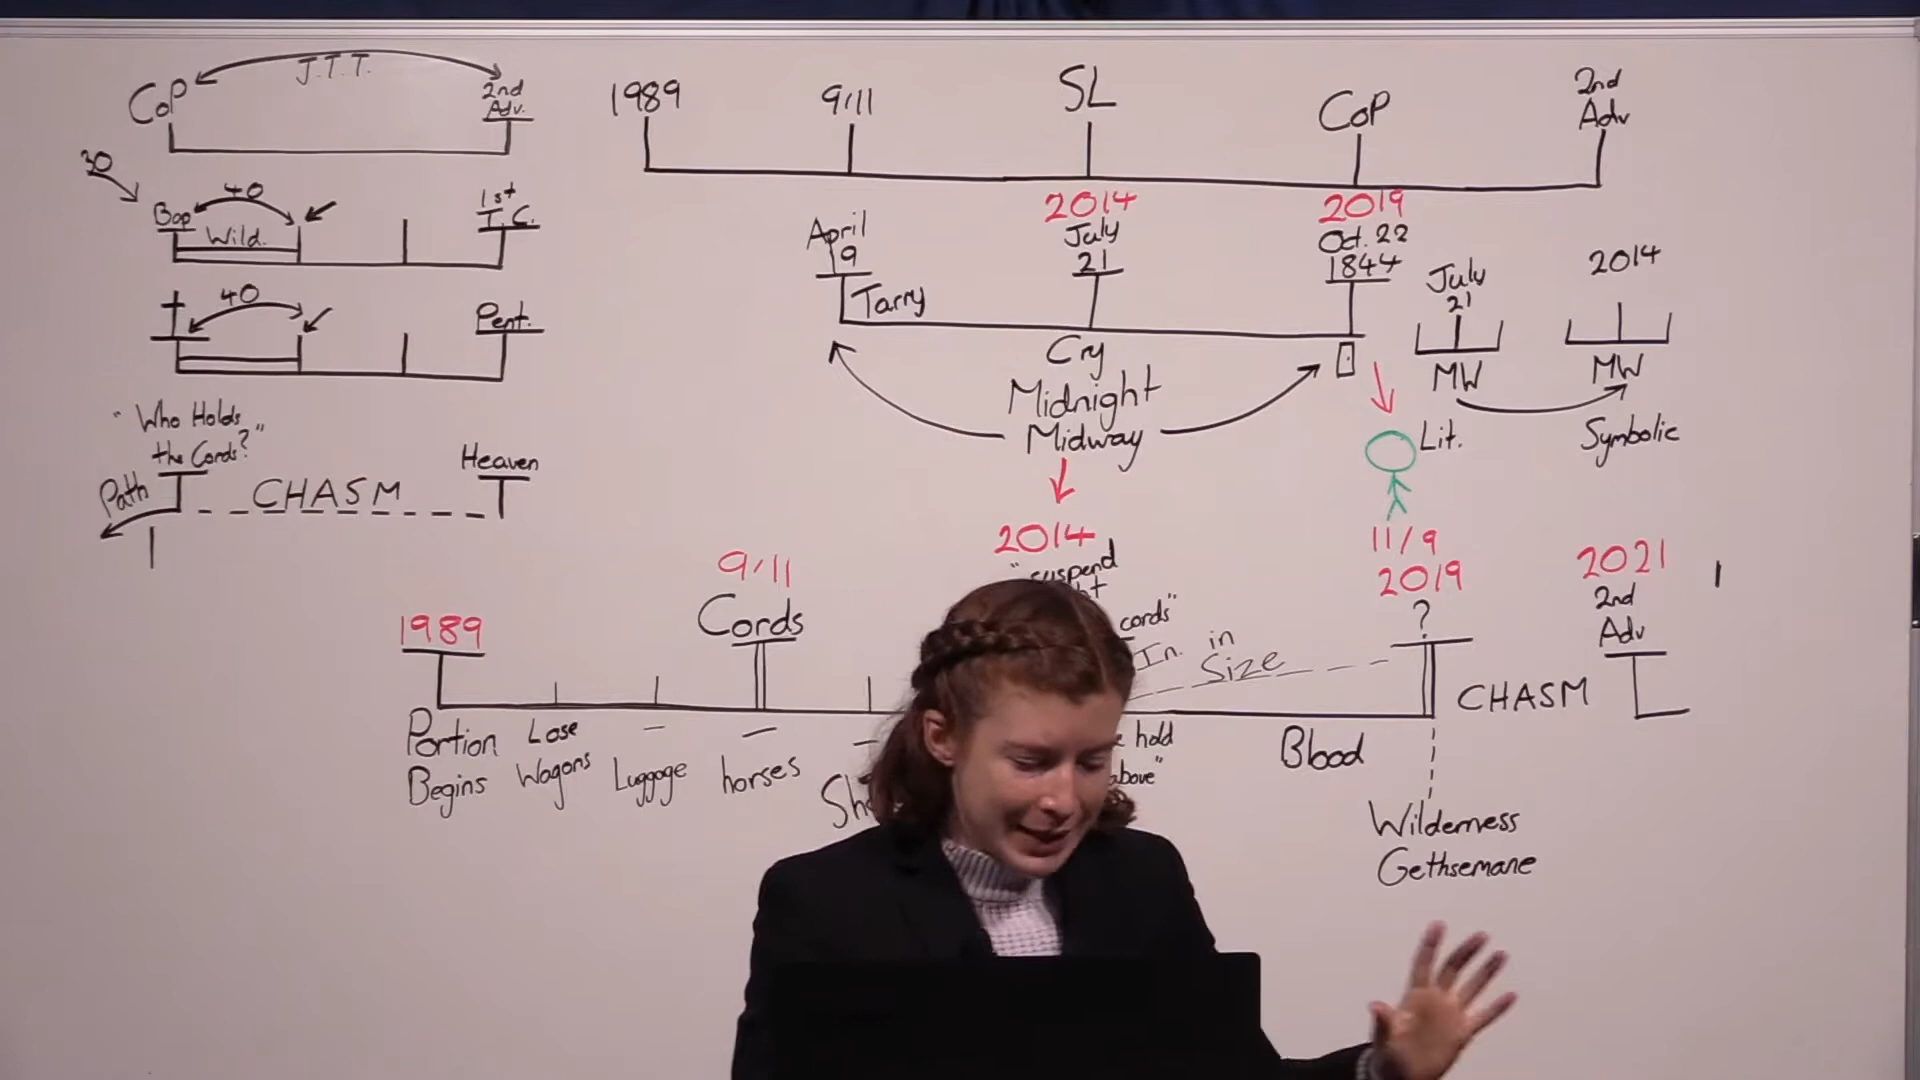 CoP
J.T.T.
2nd
Adv.
30
Bap
40
Wild.
1st
T.C.
40
Pent.
"Who Holds
the Cords?"
Path
CHASM
Heaven
1989
9/11
SL
CoP
2nd
Adv
April
19
Tarry
2014
July
21
2019
Oct. 22
1844
Cry
Midnight
Midway
July
21
MW
2014
MW
Symbolic
Lit.
1989
9/11
Cords
2014
"suspend
cords"
In. in
Size
11/9
2019
?
CHASM
2021
2nd
Adv
Portion
Begins
Lose
Wagons
–
Luggage
–
horses
–
hold
above"
Blood
Wilderness
Gethsemane